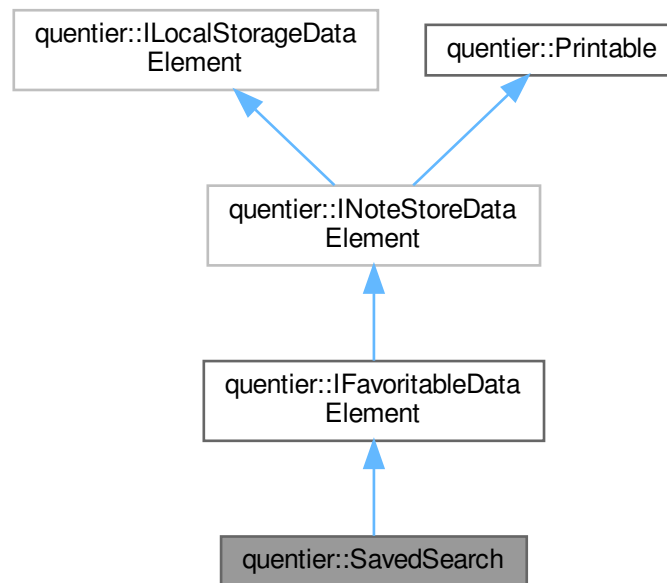 quentier::ILocalStorageData
Element
quentier::Printable
quentier::INoteStoreData
Element
quentier::IFavoritableData
Element
quentier::SavedSearch